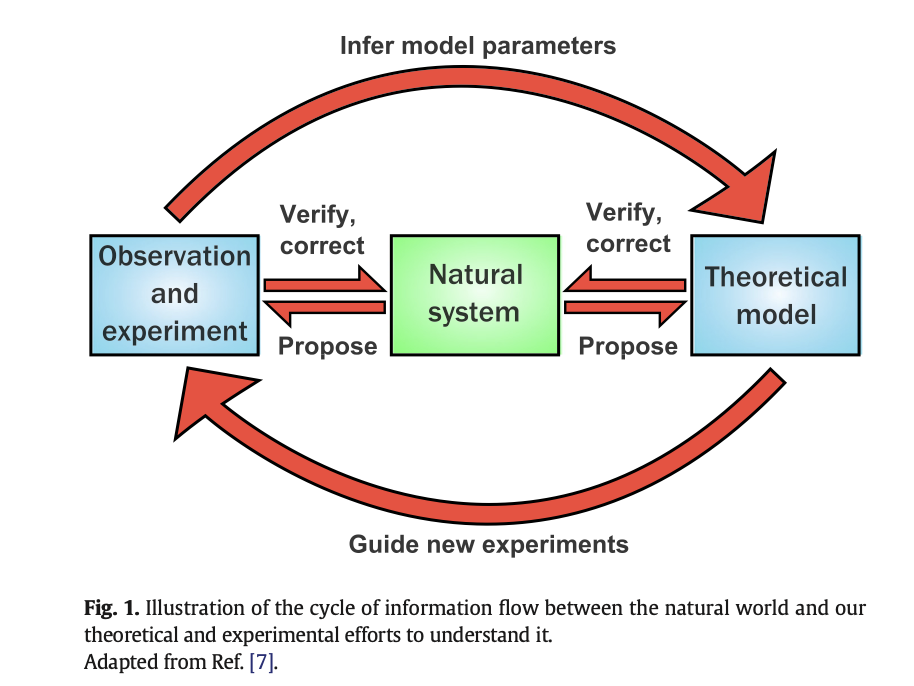 Infer model parameters
Verify,
correct
Verify,
correct
Observation
and
experiment
Natural
system
Theoretical
model
Propose
Propose
Guide new experiments
Fig. 1. Illustration of the cycle of information flow between the natural world and our
theoretical and experimental efforts to understand it.
Adapted from Ref. [7].